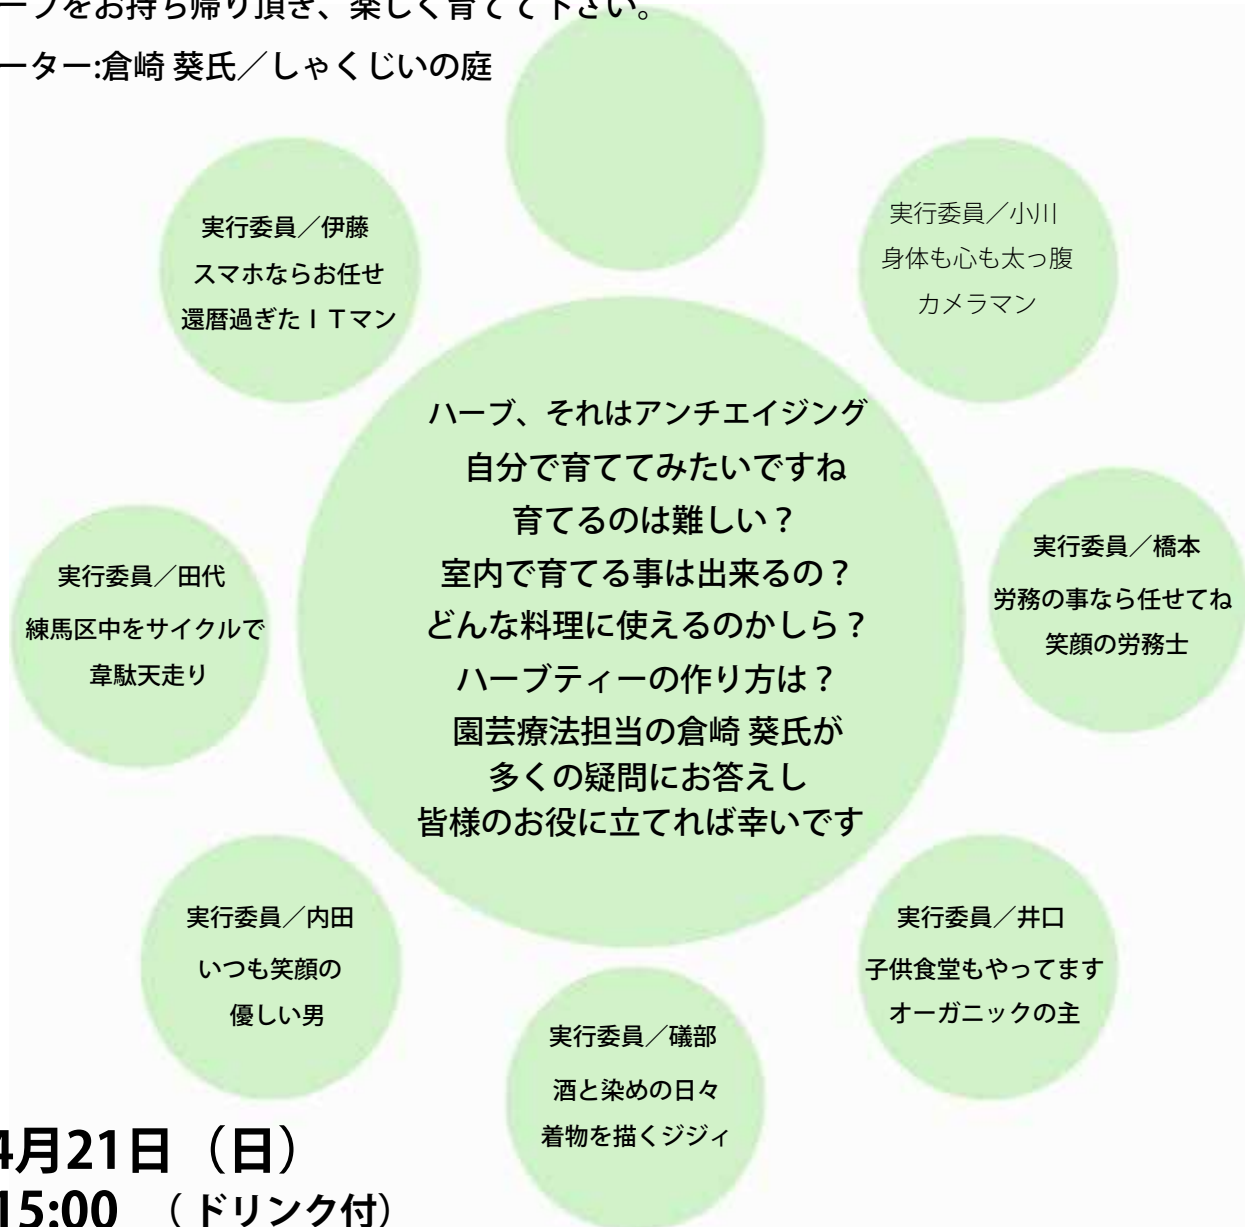 ーブをお持ち帰り頂き、楽しく育てて下さい。
ーター:倉崎 葵氏／しゃくじいの庭
実行委員／伊藤
スマホならお任せ
還暦過ぎたＩＴマン
実行委員／小川
身体も心も太っ腹
カメラマン
ハーブ、それはアンチエイジング
自分で育ててみたいですね
育てるのは難しい？
室内で育てる事は出来るの？
どんな料理に使えるのかしら？
ハーブティーの作り方は？
園芸療法担当の倉崎 葵氏が
多くの疑問にお答えし
皆様のお役に立てれば幸いです
実行委員／田代
練馬区中をサイクルで
韋駄天走り
実行委員／橋本
労務の事なら任せてね
笑顔の労務士
実行委員／内田
いつも笑顔の
優しい男
実行委員／井口
子供食堂もやってます
オーガニックの主
実行委員／礒部
酒と染めの日々
着物を描くジジィ
4月21日（日）
15:00 （ドリンク付）